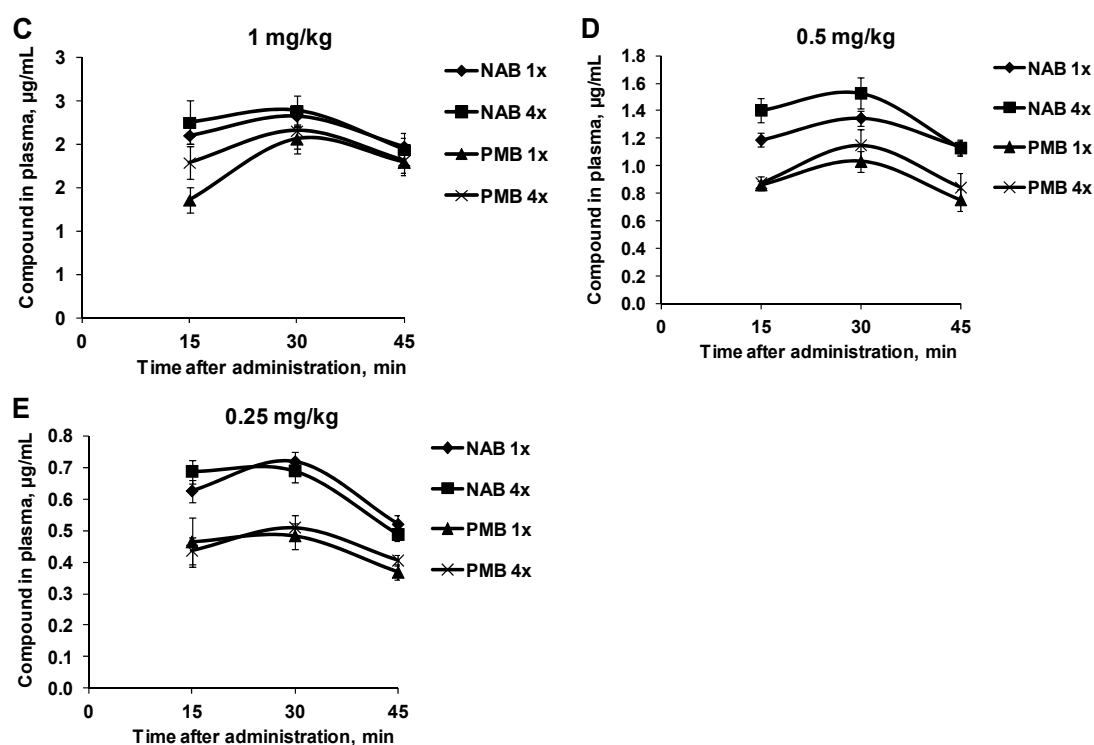 C
1 mg/kg
Compound in plasma, µg/mL
3
3
2
2
1
1
0
0
15
30
45
Time after administration, min
NAB 1x
NAB 4x
PMB 1x
PMB 4x
D
0.5 mg/kg
Compound in plasma, µg/mL
1.8
1.6
1.4
1.2
1.0
0.8
0.6
0.4
0.2
0.0
0
15
30
45
Time after administration, min
NAB 1x
NAB 4x
PMB 1x
PMB 4x
E
0.25 mg/kg
Compound in plasma, µg/mL
0.8
0.7
0.6
0.5
0.4
0.3
0.2
0.1
0.0
0
15
30
45
Time after administration, min
NAB 1x
NAB 4x
PMB 1x
PMB 4x